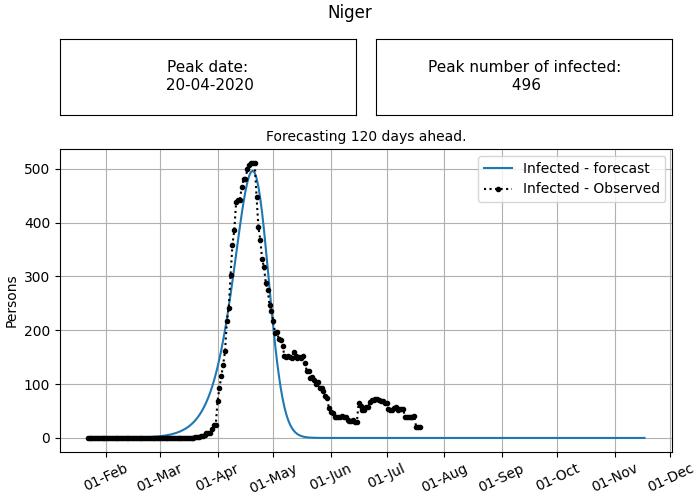 Niger
Peak date:
20-04-2020
Peak number of infected:
496
Forecasting 120 days ahead.
Infected - forecast
Infected - Observed
Persons
500
400
300
200
100
0
01-Feb
01-Mar
01-Apr
01-May
01-Jun
01-Jul
01-Aug
01-Sep
01-Oct
01-Nov
01-Dec